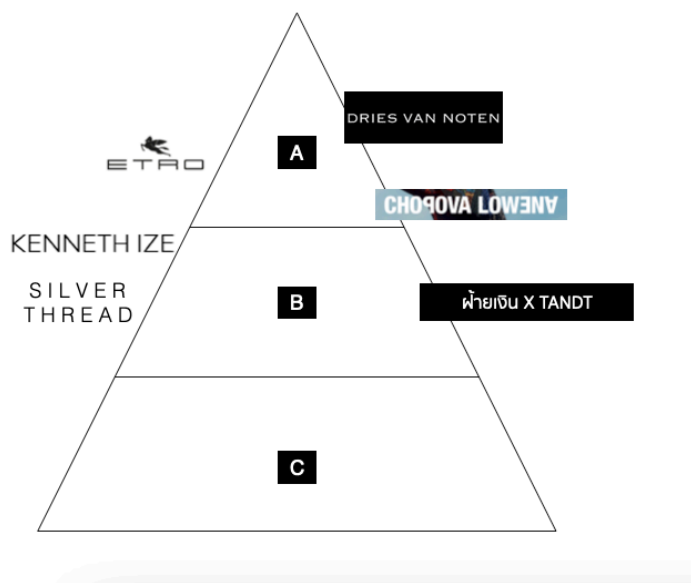 DRIES VAN NOTEN
ETRO
A
CHOPOVA LOWENA
KENNETH IZE
SILVER
THREAD
B
ฝ้ายเงิน X TANDT
C